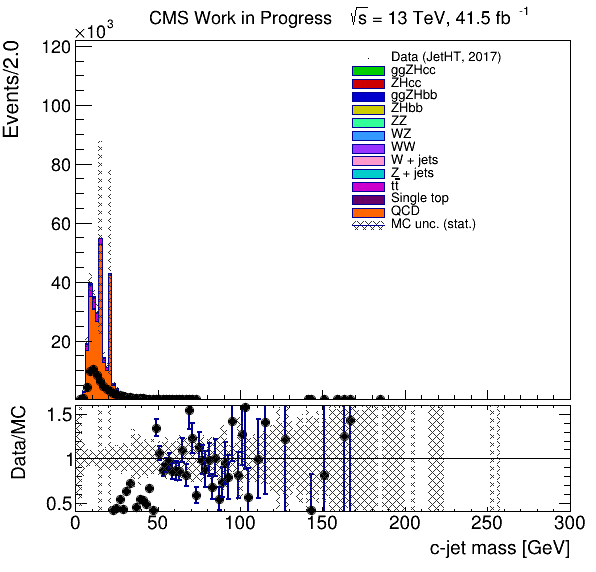 CMS Work in Progress √s = 13 TeV, 41.5 fb⁻¹
×10³
Events/2.0
120
100
80
60
40
20
Data (JetHT, 2017)
ggZHcc
ZHcc
ggZHbb
ZHbb
ZZ
WZ
WW
W + jets
Z + jets
tt̅
Single top
QCD
MC unc. (stat.)
Data/MC
1.5
1
0.5
0 50 100 150 200 250 300
c-jet mass [GeV]